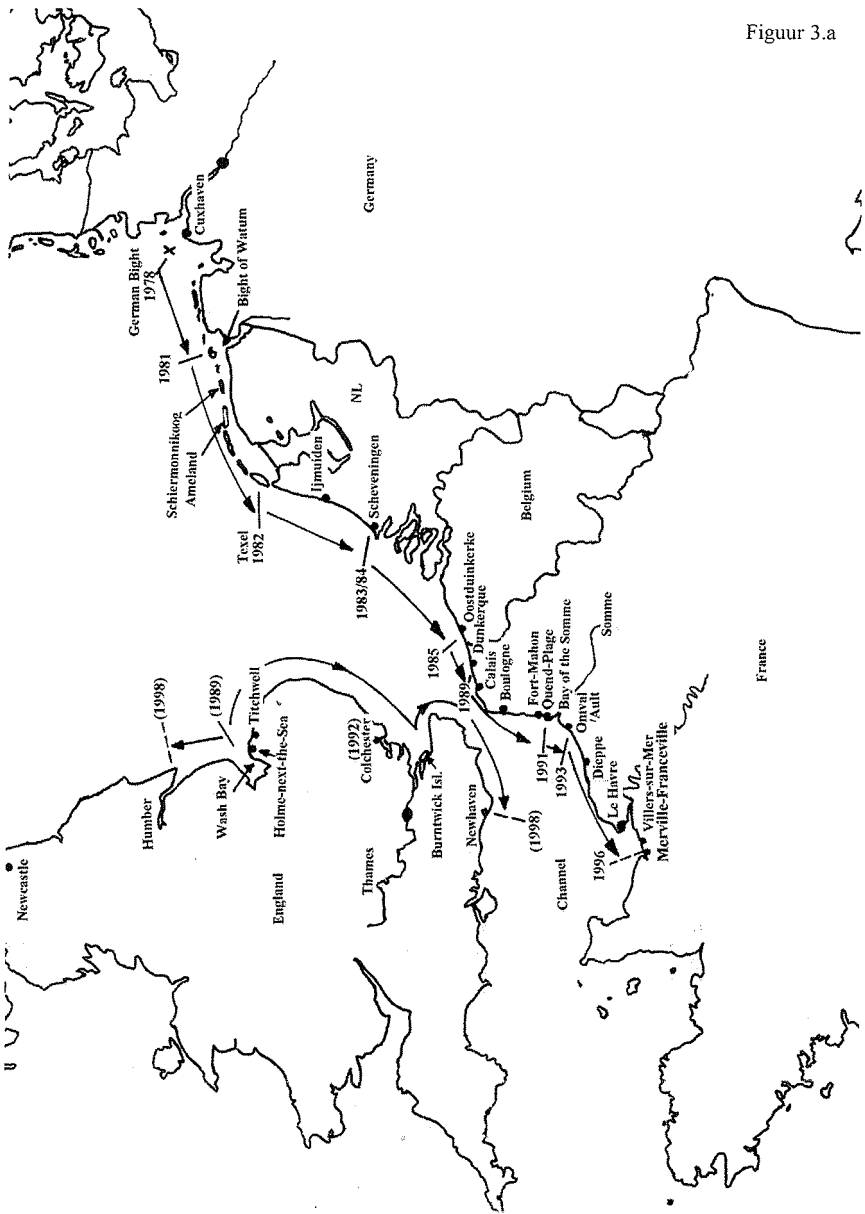 Figuur 3.a
Newcastle
Humber
(1998)
(1989)
Titchwell
Wash Bay
Holme-next-the-Sea
England
(1992)
Colchester
Thames
Burntwick Isl.
Newhaven
(1998)
Channel
German Bight
1978
X
Cuxhaven
Bight of Watum
Germany
1981
Schiermonnikoog
Ameland
NL
Texel
1982
Ijmuiden
Scheveningen
1983/84
Belgium
1985
Oostduinkerke
Dunkerque
1989
Calais
Boulogne
Fort-Mahon
Quend-Plage
Bay of the Somme
Somme
1991
Onival
/Ault
1993
Dieppe
Le Havre
1996
Villers-sur-Mer
Merville-Franceville
France